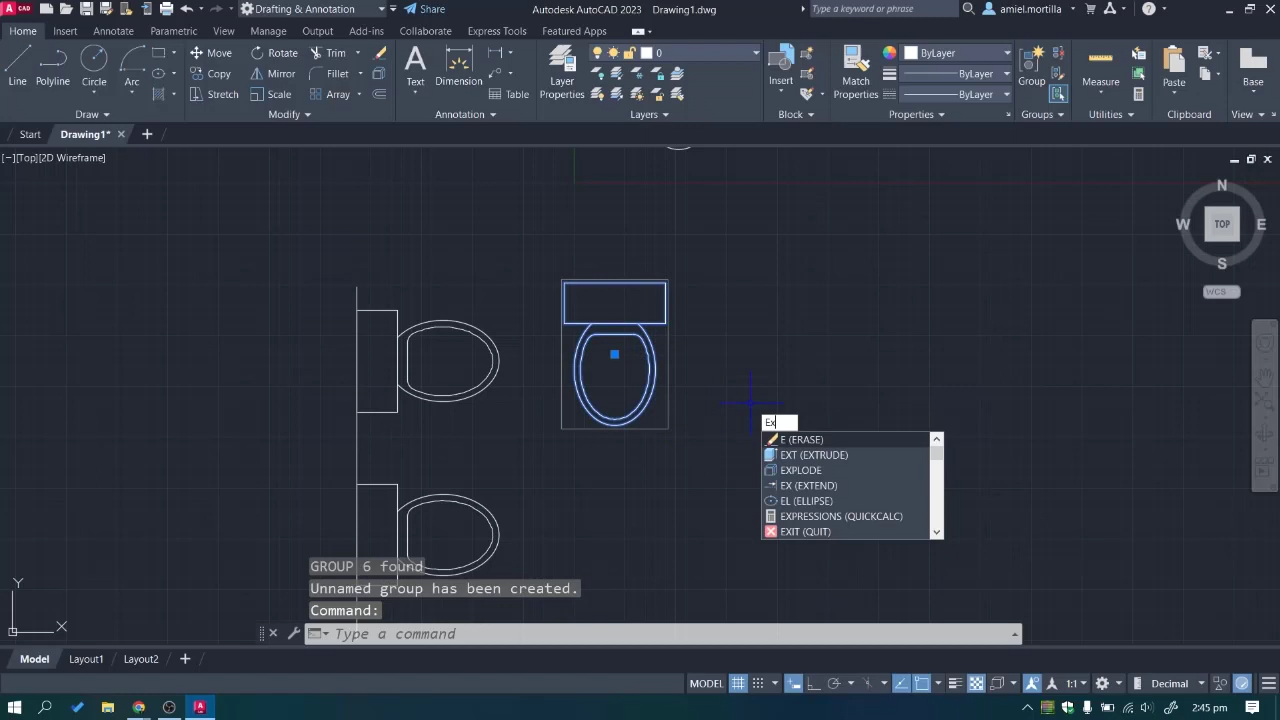 CAD Drafting & Annotation Share Autodesk AutoCAD 2023 Drawing1.dwg Type a keyword or phrase amiel.mortilla
Home Insert Annotate Parametric View Manage Output Add-ins Collaborate Express Tools Featured Apps
Line Polyline Circle Arc
Move Rotate Trim
Copy Mirror Fillet
Stretch Scale Array
Text Dimension Table
Layer Properties
0
Insert
Match Properties
ByLayer
ByLayer
ByLayer
Group Measure Paste Base
Draw Modify Annotation Layers Block Properties Groups Utilities Clipboard View
Start Drawing1*
[−][Top][2D Wireframe]
N
W TOP E
S
WCS
Ex
E (ERASE)
EXT (EXTRUDE)
EXPLODE
EX (EXTEND)
EL (ELLIPSE)
EXPRESSIONS (QUICKCALC)
EXIT (QUIT)
GROUP 6 found
Unnamed group has been created.
Command:
Type a command
Y
X
Model Layout1 Layout2
MODEL 1:1 Decimal
2:45 pm